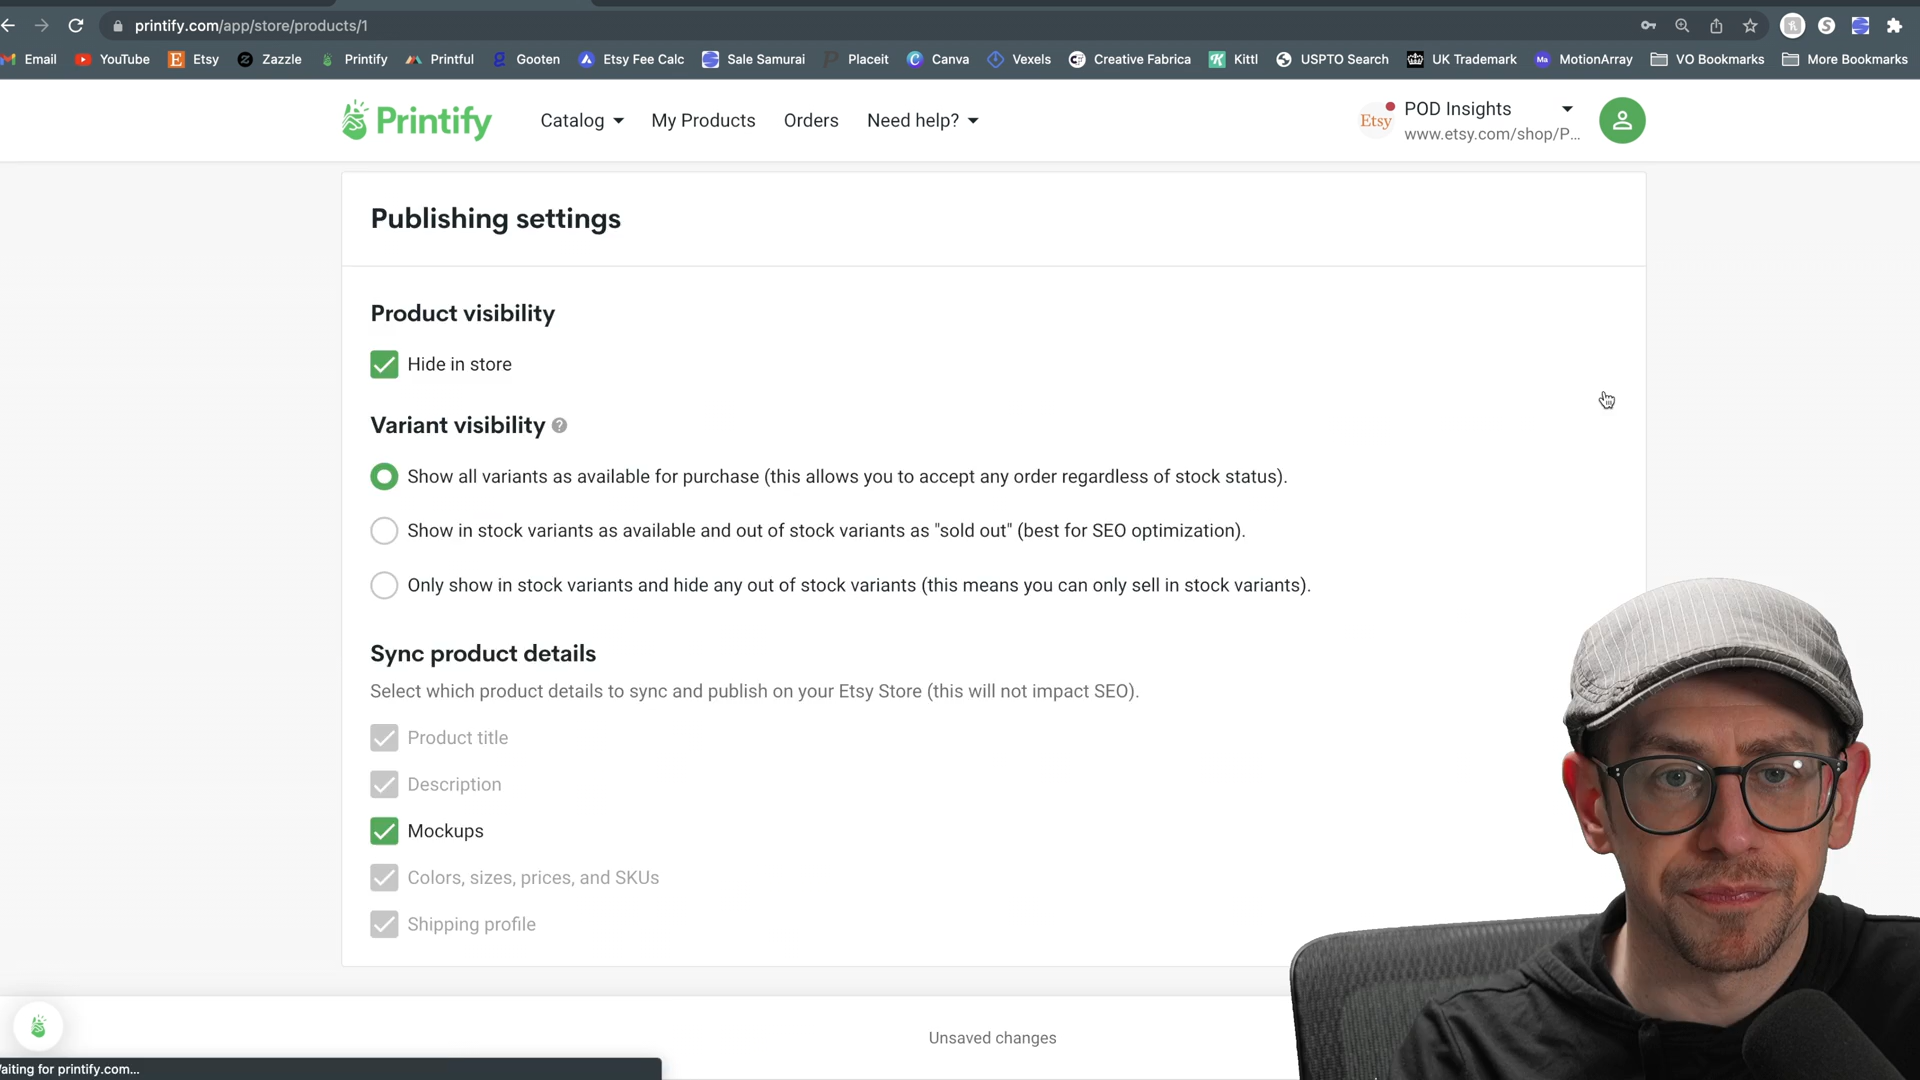 printify.com/app/store/products/1
Email YouTube Etsy Zazzle Printify Printful Gooten Etsy Fee Calc Sale Samurai Placeit Canva Vexels Creative Fabrica Kittl USPTO Search UK Trademark MotionArray VO Bookmarks More Bookmarks
Printify Catalog My Products Orders Need help? Etsy POD Insights
www.etsy.com/shop/P...
Publishing settings
Product visibility
Hide in store
Variant visibility ?
Show all variants as available for purchase (this allows you to accept any order regardless of stock status).
Show in stock variants as available and out of stock variants as "sold out" (best for SEO optimization).
Only show in stock variants and hide any out of stock variants (this means you can only sell in stock variants).
Sync product details
Select which product details to sync and publish on your Etsy Store (this will not impact SEO).
Product title
Description
Mockups
Colors, sizes, prices, and SKUs
Shipping profile
Unsaved changes
aiting for printify.com...